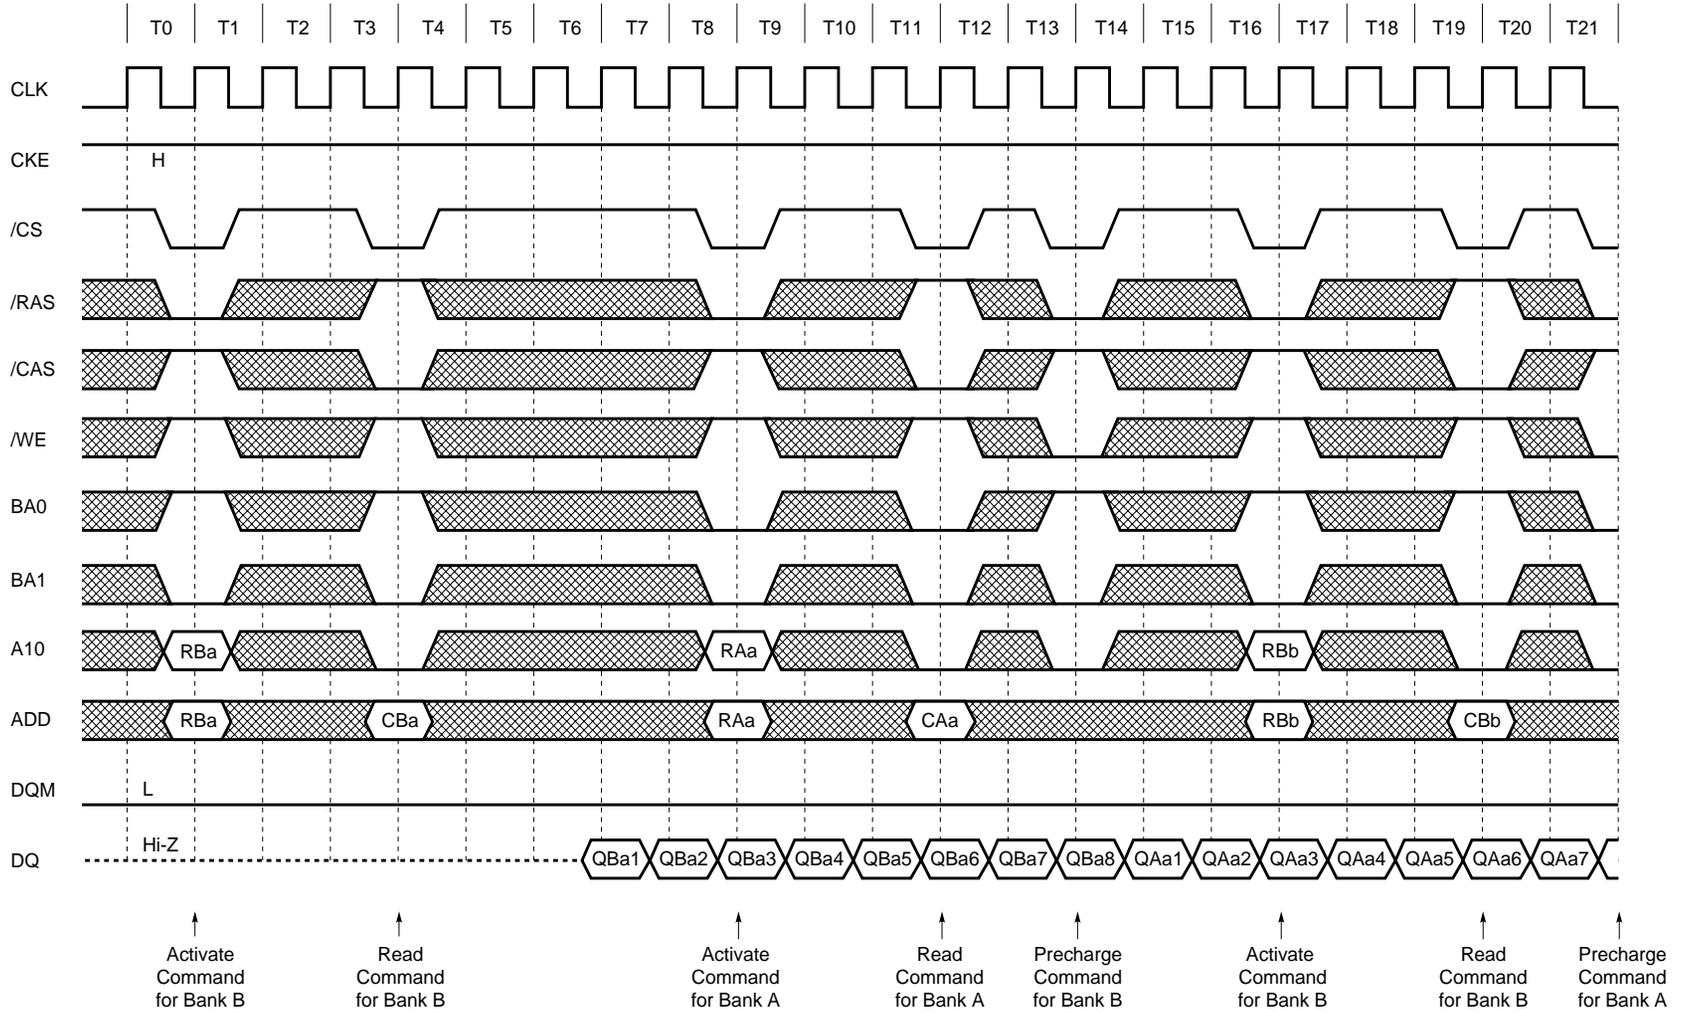 T0 T1 T2 T3 T4 T5 T6 T7 T8 T9 T10 T11 T12 T13 T14 T15 T16 T17 T18 T19 T20 T21
CLK
CKE H
/CS
/RAS
/CAS
/WE
BA0
BA1
A10 RBa RAa RBb
ADD RBa CBa RAa CAa RBb CBb
DQM L
Hi-Z
DQ QBa1 QBa2 QBa3 QBa4 QBa5 QBa6 QBa7 QBa8 QAa1 QAa2 QAa3 QAa4 QAa5 QAa6 QAa7
Activate Read Activate Read Precharge Activate Read Precharge
Command Command Command Command Command Command Command Command
for Bank B for Bank B for Bank A for Bank A for Bank B for Bank B for Bank B for Bank A